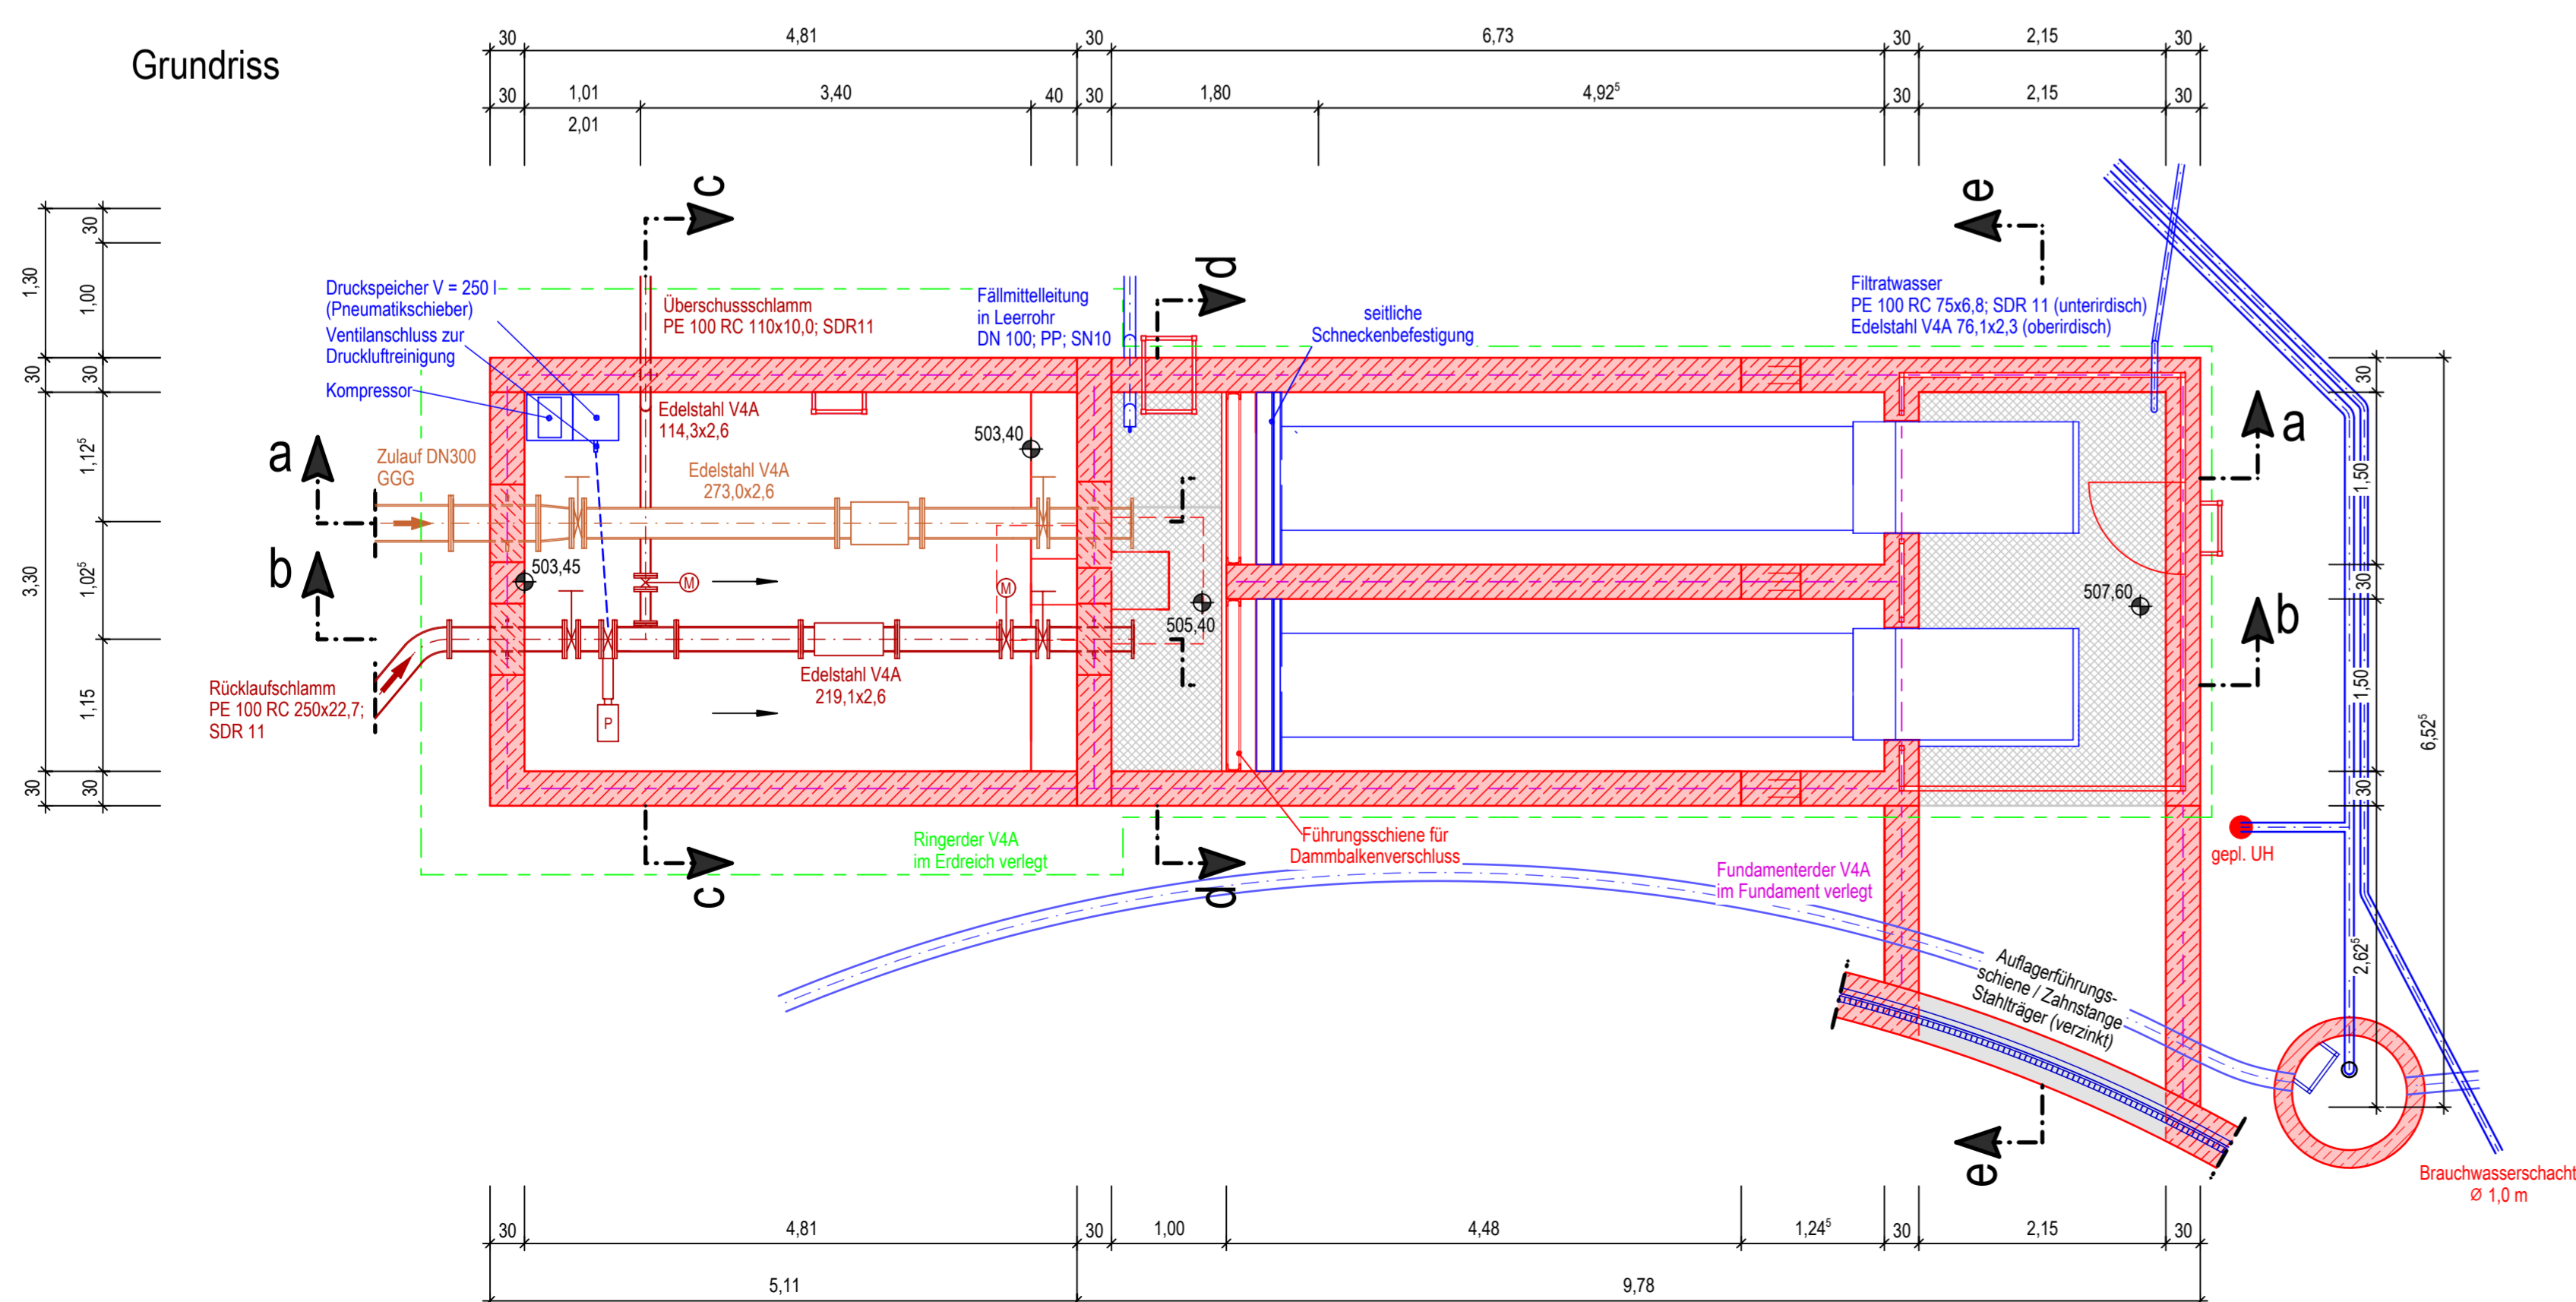 Grundriss
30 4,81 30 6,73 30 2,15 30
30 1,01 3,40 40 30 1,80 4,92⁵ 30 2,15 30
2,01
c
e
d
1,30
30
1,00
30
30
3,30
1,12⁵
1,02⁵
1,15
30
30
Druckspeicher V = 250 l
(Pneumatikschieber)
Ventilanschluss zur
Druckluftreinigung
Kompressor
Überschussschlamm
PE 100 RC 110x10,0; SDR11
Fällmittelleitung
in Leerrohr
DN 100; PP; SN10
seitliche
Schneckenbefestigung
Filtratwasser
PE 100 RC 75x6,8; SDR 11 (unterirdisch)
Edelstahl V4A 76,1x2,3 (oberirdisch)
Edelstahl V4A
114,3x2,6
503,40
a
a
Zulauf DN300
GGG
Edelstahl V4A
273,0x2,6
b
503,45
M
M
505,40
507,60
b
Edelstahl V4A
219,1x2,6
P
Rücklaufschlamm
PE 100 RC 250x22,7;
SDR 11
30
1,50
30
1,50
30
2,62⁵
6,52⁵
Ringerder V4A
im Erdreich verlegt
Führungsschiene für
Dammbalkenverschluss
Fundamenterder V4A
im Fundament verlegt
gepl. UH
c
d
Auflagerführungs-
schiene / Zahnstange
Stahlträger (verzinkt)
e
Brauchwasserschacht
Ø 1,0 m
30 4,81 30 1,00 4,48 1,24⁵ 30 2,15 30
5,11 9,78